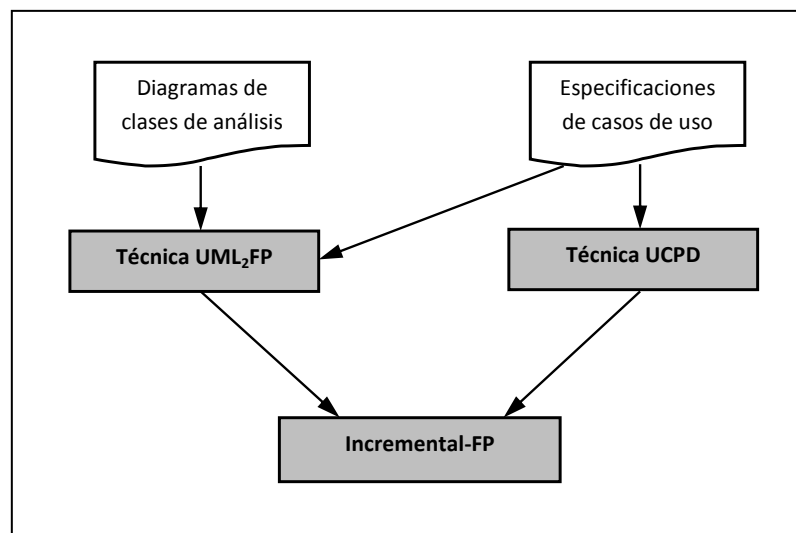 Diagramas de
clases de análisis
Especificaciones
de casos de uso
Técnica UML₂FP
Técnica UCPD
Incremental-FP